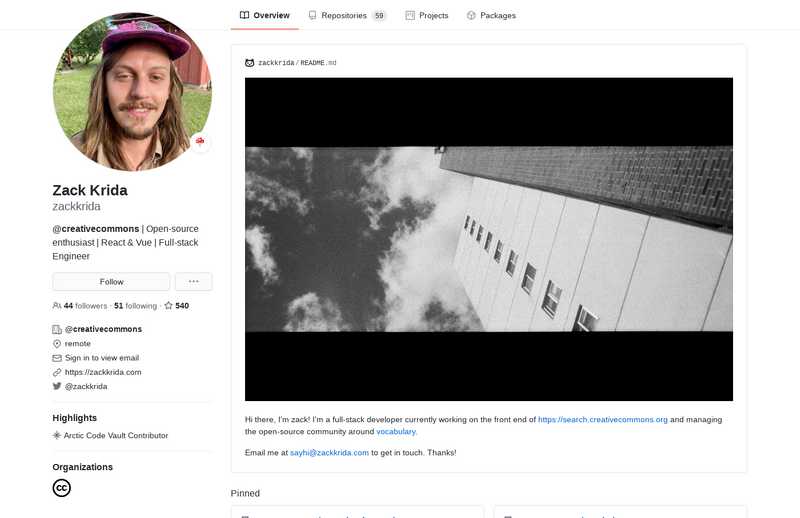 Overview
Repositories 59
Projects
Packages
zackkrida/README.md
Zack Krida
zackkrida
@creativecommons | Open-source
enthusiast | React & Vue | Full-stack
Engineer
Follow
44 followers · 51 following · 540
@creativecommons
remote
Sign in to view email
https://zackkrida.com
@zackkrida
Highlights
Arctic Code Vault Contributor
Organizations
cc
Hi there, I'm zack! I'm a full-stack developer currently working on the front end of https://search.creativecommons.org and managing
the open-source community around vocabulary.
Email me at sayhi@zackkrida.com to get in touch. Thanks!
Pinned